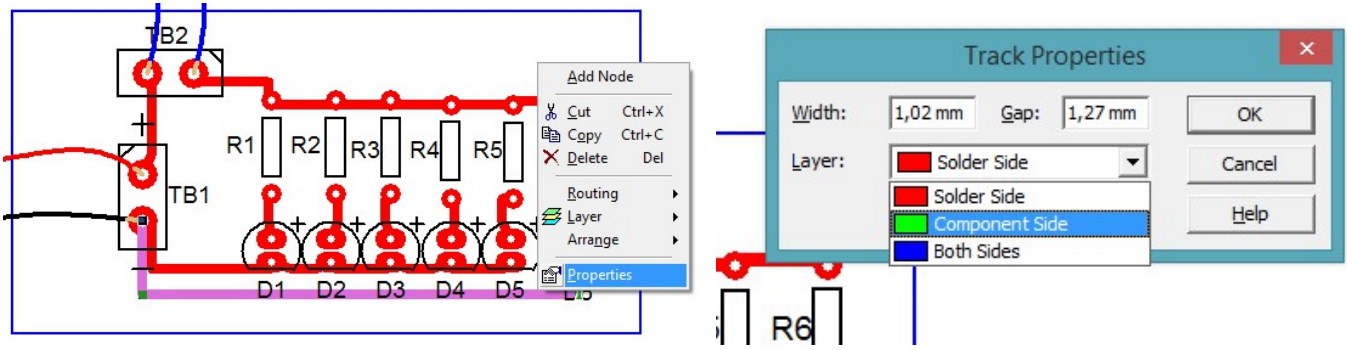 TB2
+
R1
R2
R3
R4
R5
TB1
+
+
+
+
D1
D2
D3
D4
D5
Add Node
Cut Ctrl+X
Copy Ctrl+C
Delete Del
Routing
Layer
Arrange
Properties
Track Properties
Width: 1,02 mm Gap: 1,27 mm OK
Layer: Solder Side Cancel
Solder Side
Component Side Help
Both Sides
R6